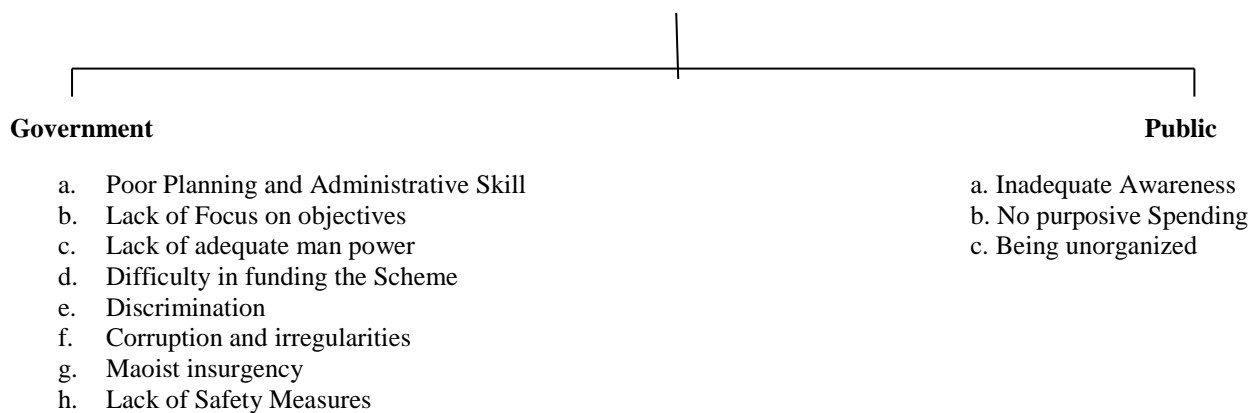 Government
Public
a. Poor Planning and Administrative Skill
b. Lack of Focus on objectives
c. Lack of adequate man power
d. Difficulty in funding the Scheme
e. Discrimination
f. Corruption and irregularities
g. Maoist insurgency
h. Lack of Safety Measures
a. Inadequate Awareness
b. No purposive Spending
c. Being unorganized